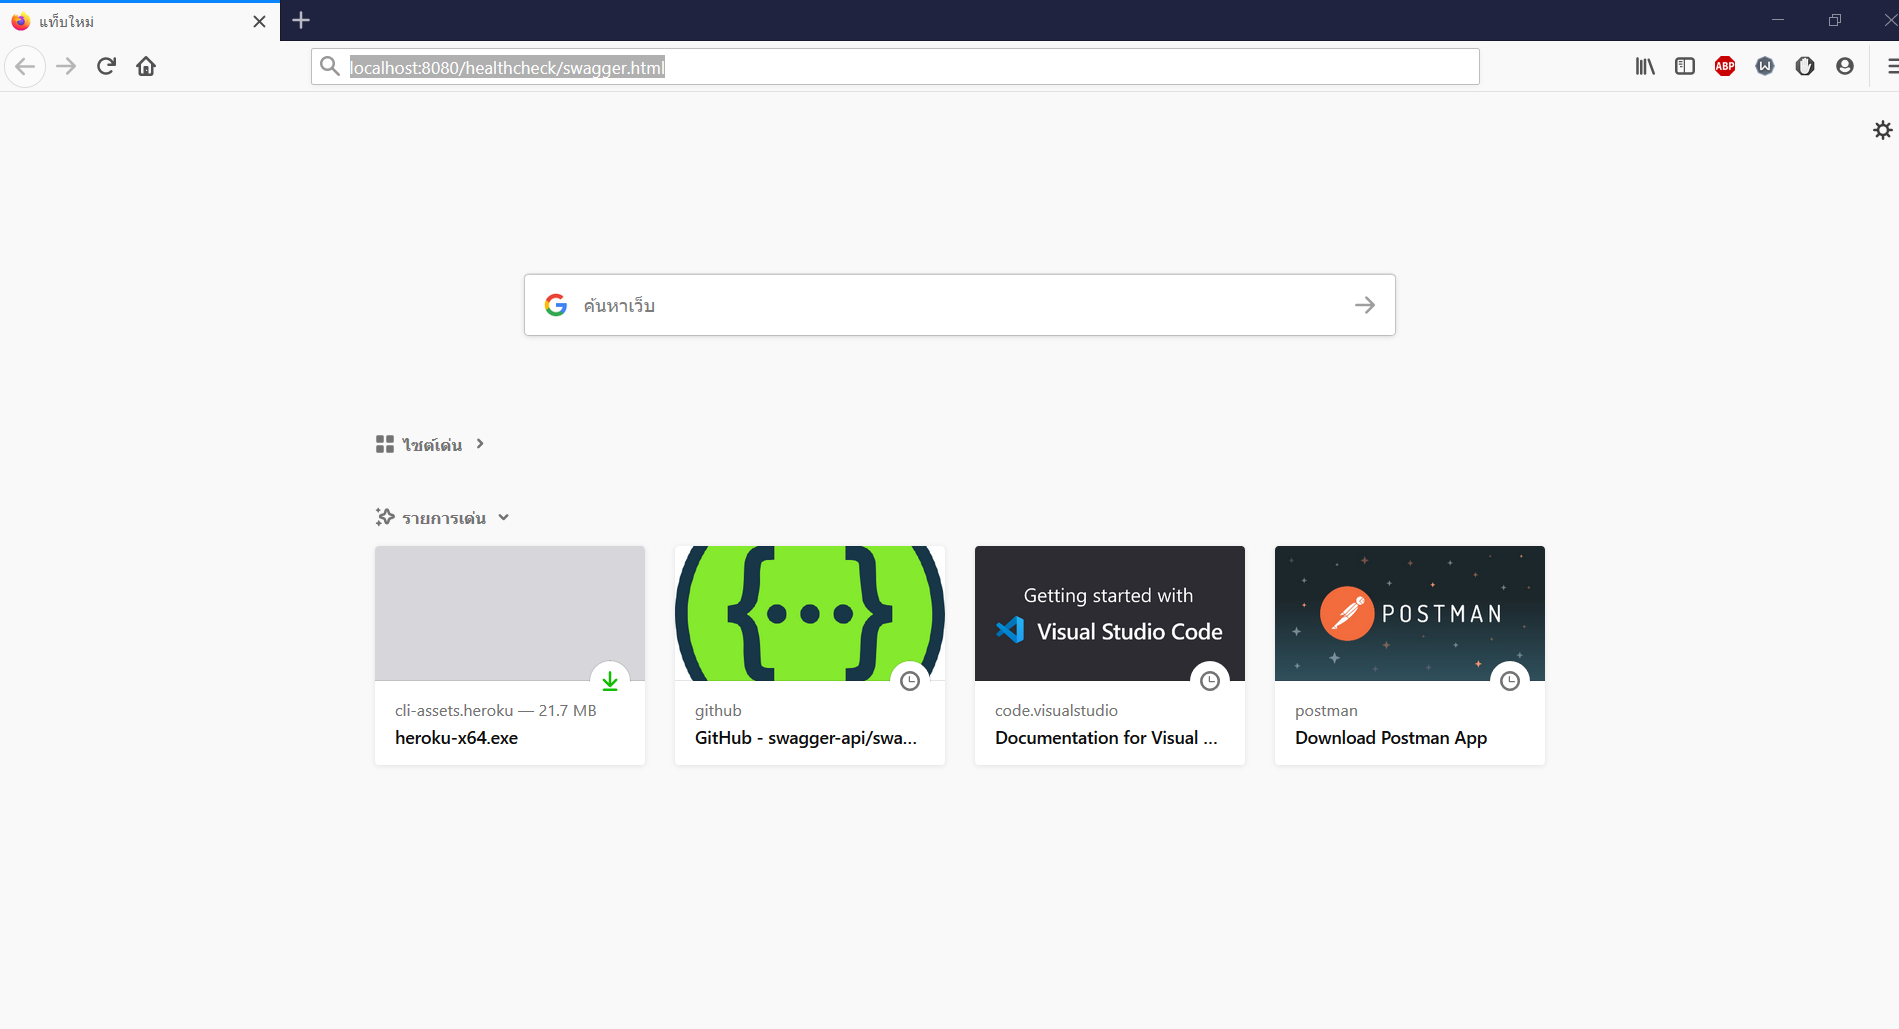 แท็บใหม่
localhost:8080/healthcheck/swagger.html
ABP
ค้นหาเว็บ
ไซต์เด่น
รายการเด่น
cli-assets.heroku — 21.7 MB
heroku-x64.exe
{...}
github
GitHub - swagger-api/swa...
Getting started with
Visual Studio Code
code.visualstudio
Documentation for Visual ...
POSTMAN
postman
Download Postman App